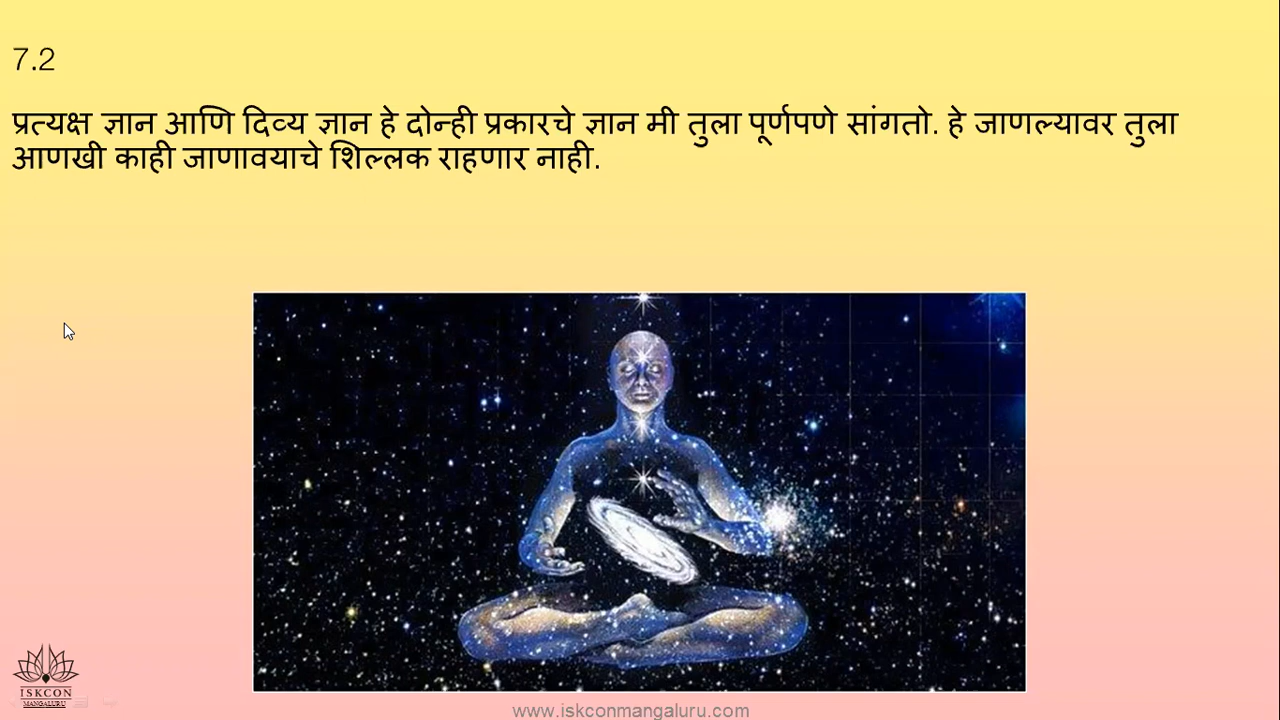 7.2
प्रत्यक्ष ज्ञान आणि दिव्य ज्ञान हे दोन्ही प्रकारचे ज्ञान मी तुला पूर्णपणे सांगतो. हे जाणल्यावर तुला
आणखी काही जाणावयाचे शिल्लक राहणार नाही.
ISKCON
MANGALURU
www.iskconmangaluru.com